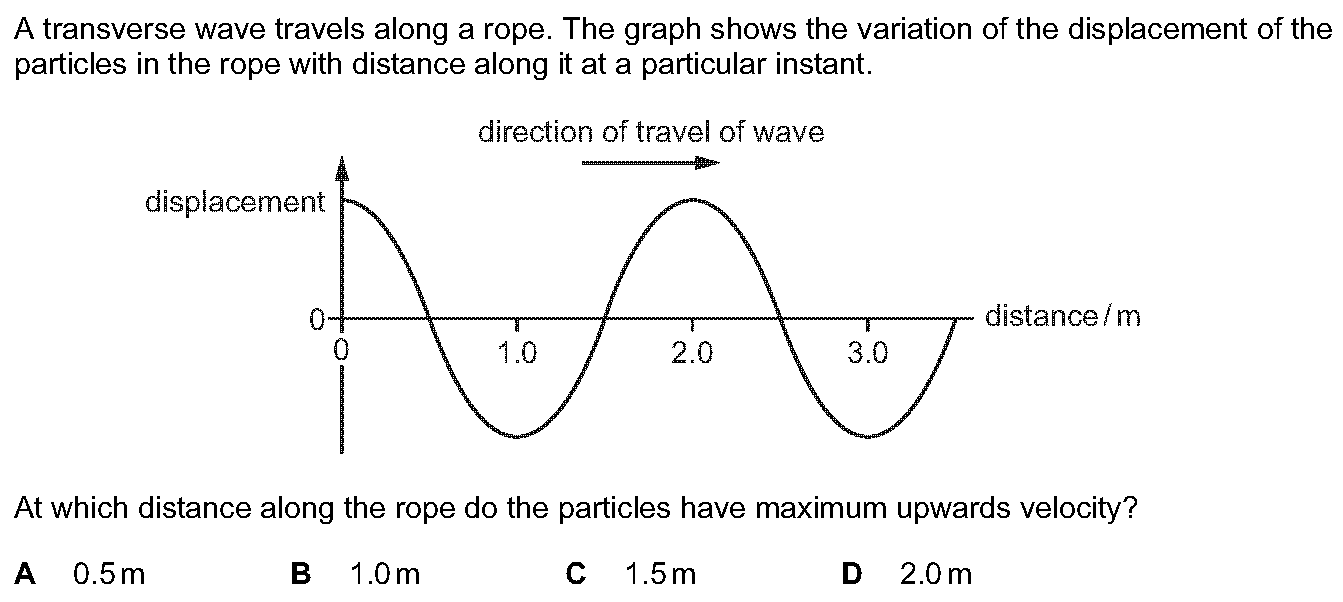 A transverse wave travels along a rope. The graph shows the variation of the displacement of the
particles in the rope with distance along it at a particular instant.
direction of travel of wave
displacement
0
distance / m
0 1.0 2.0 3.0
At which distance along the rope do the particles have maximum upwards velocity?
A 0.5 m B 1.0 m C 1.5 m D 2.0 m